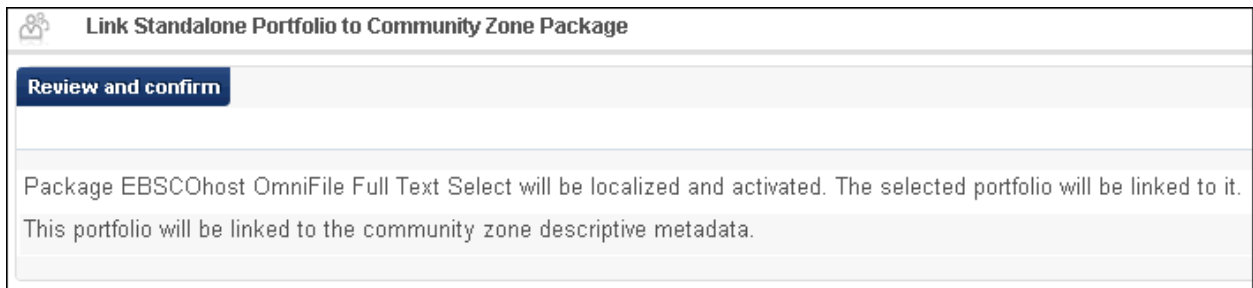 Link Standalone Portfolio to Community Zone Package
Review and confirm
Package EBSCOhost OmniFile Full Text Select will be localized and activated. The selected portfolio will be linked to it.
This portfolio will be linked to the community zone descriptive metadata.